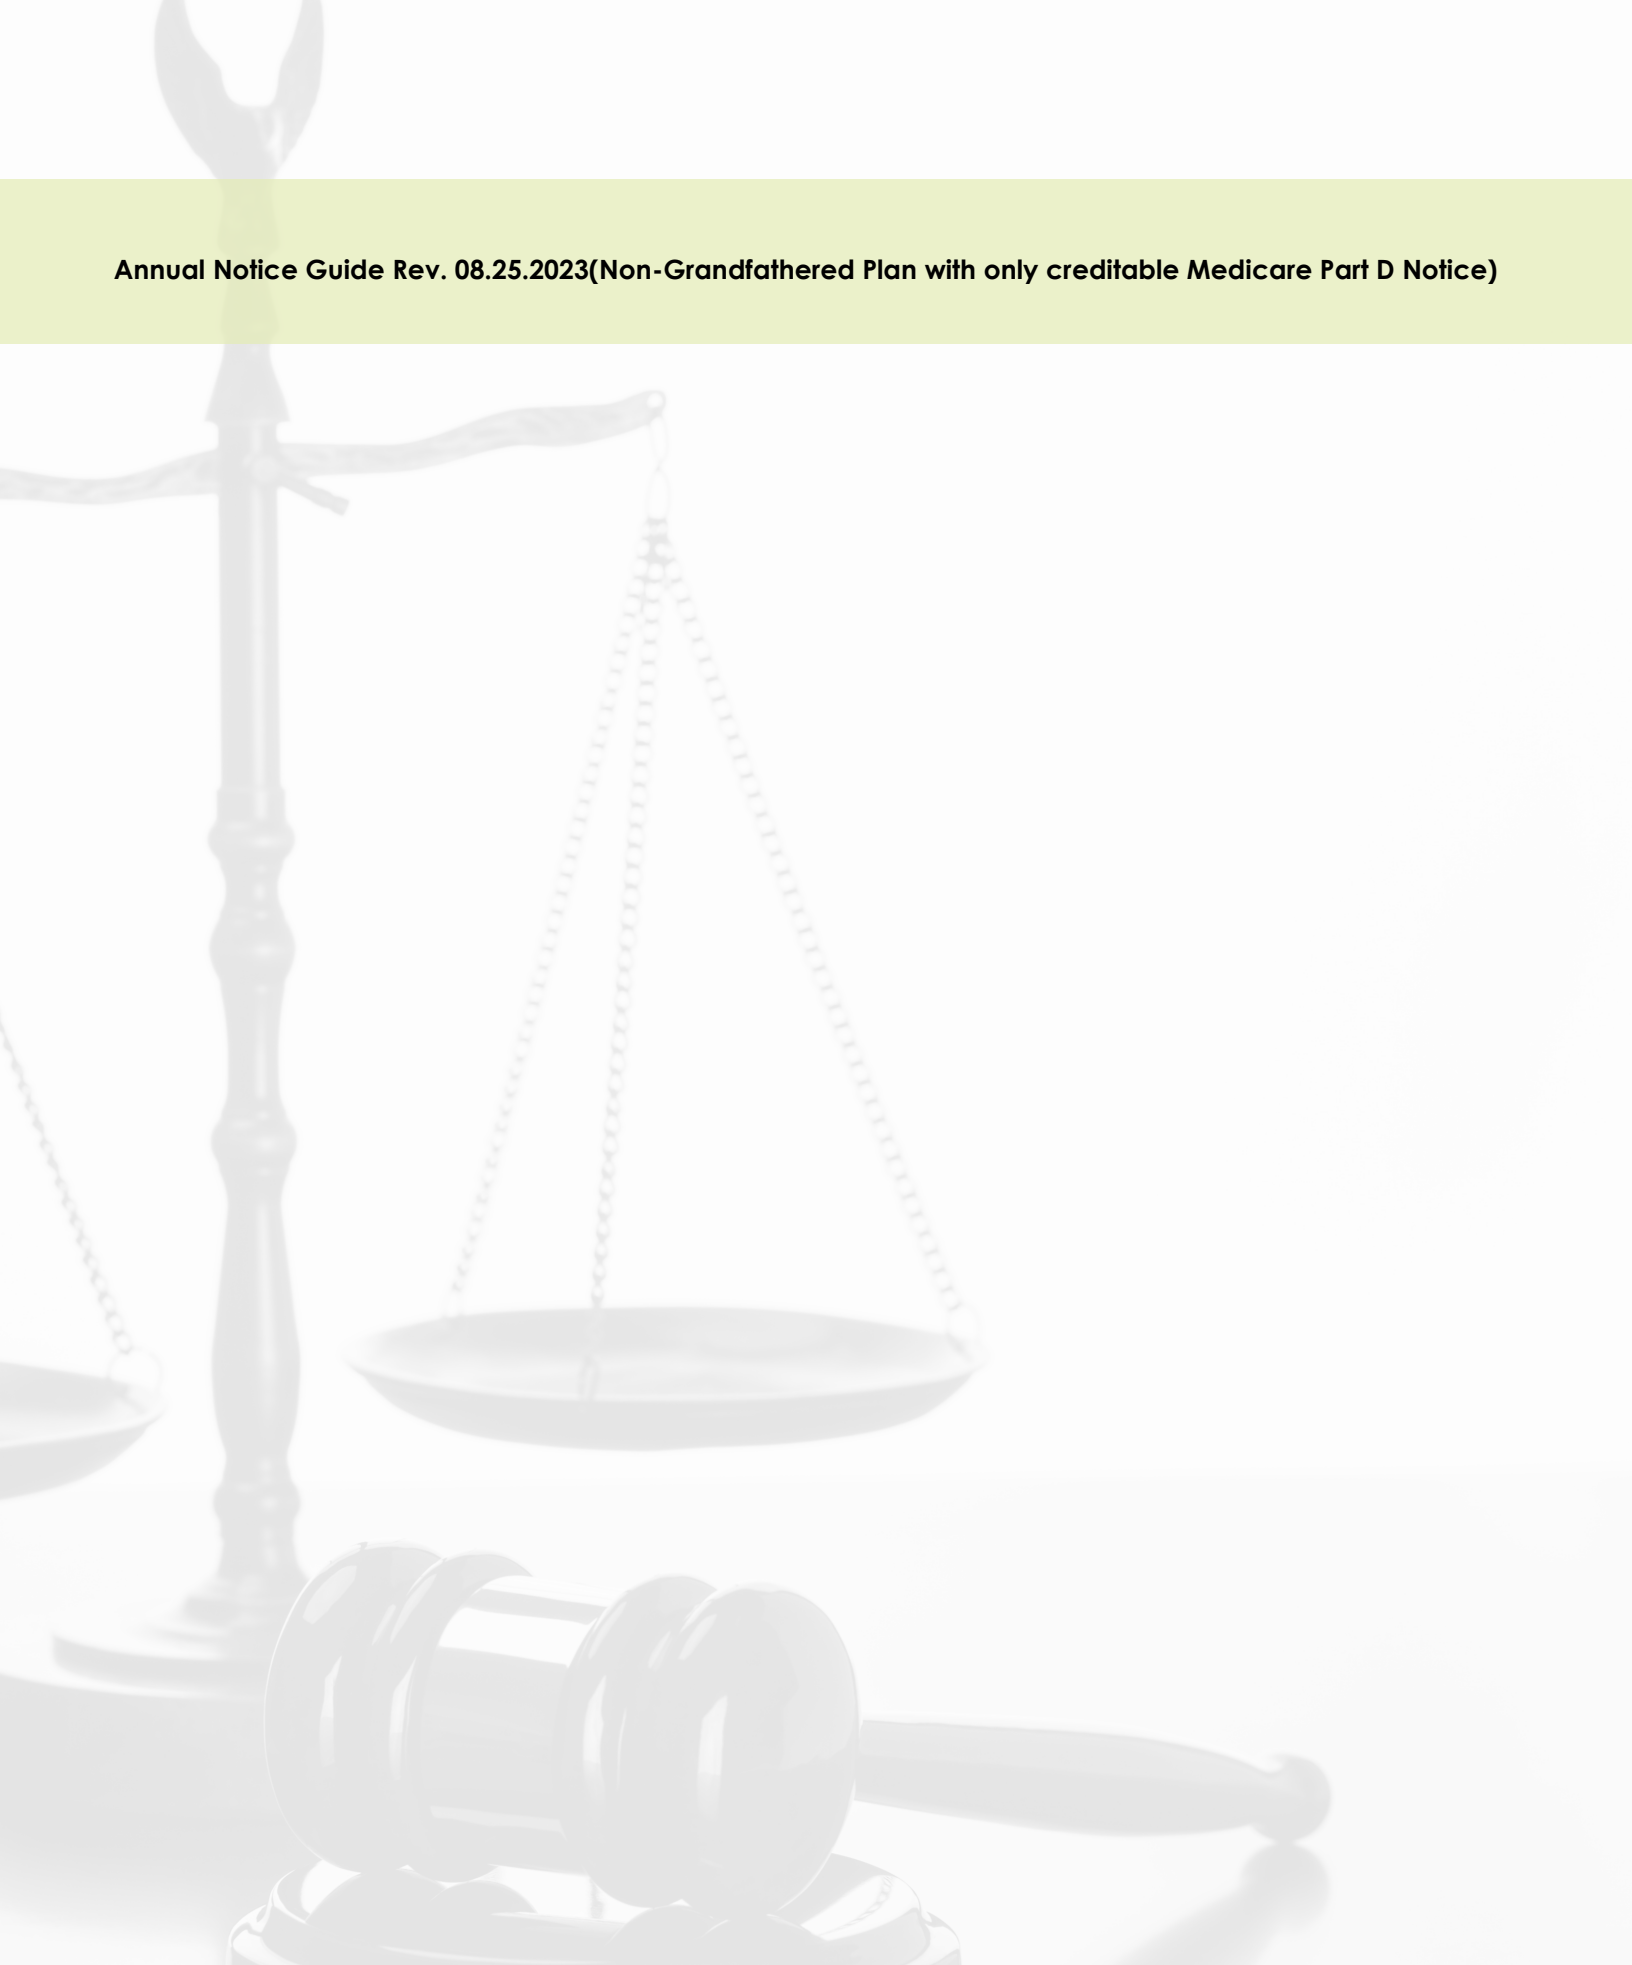 Annual Notice Guide Rev. 08.25.2023(Non-Grandfathered Plan with only creditable Medicare Part D Notice)